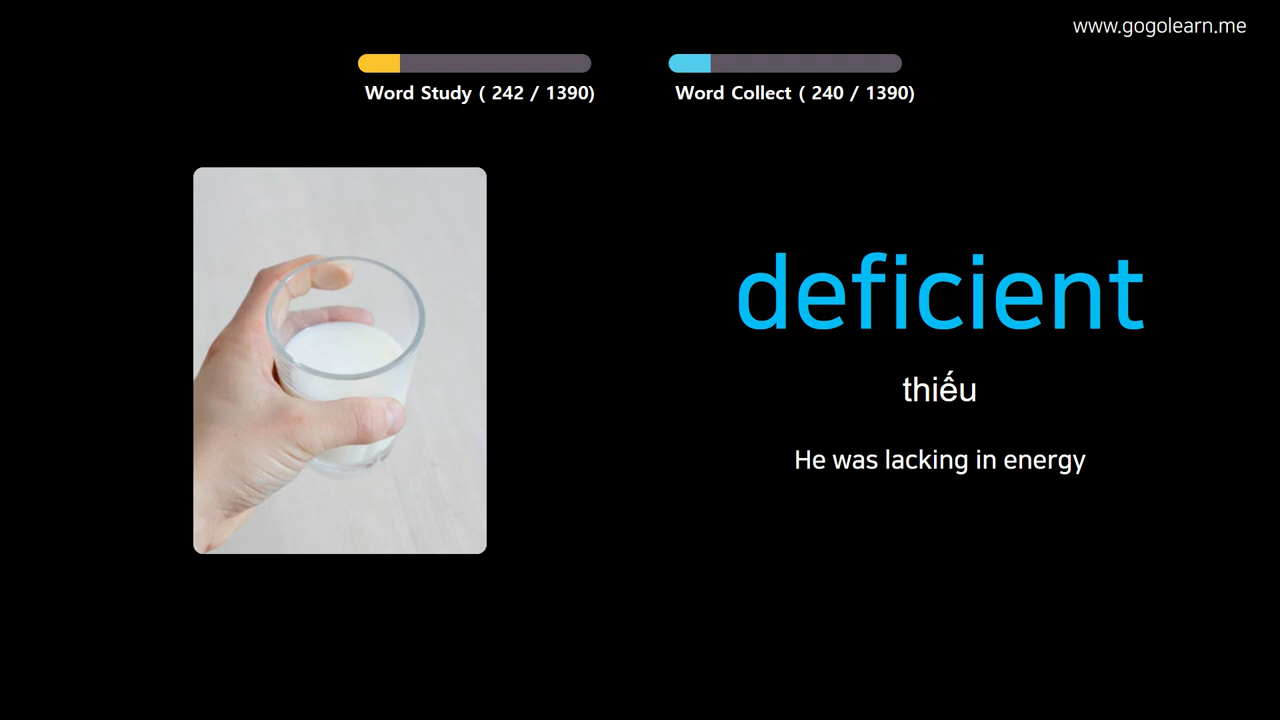 www.gogolearn.me
Word Study ( 242 / 1390)
Word Collect ( 240 / 1390)
deficient
thiếu
He was lacking in energy